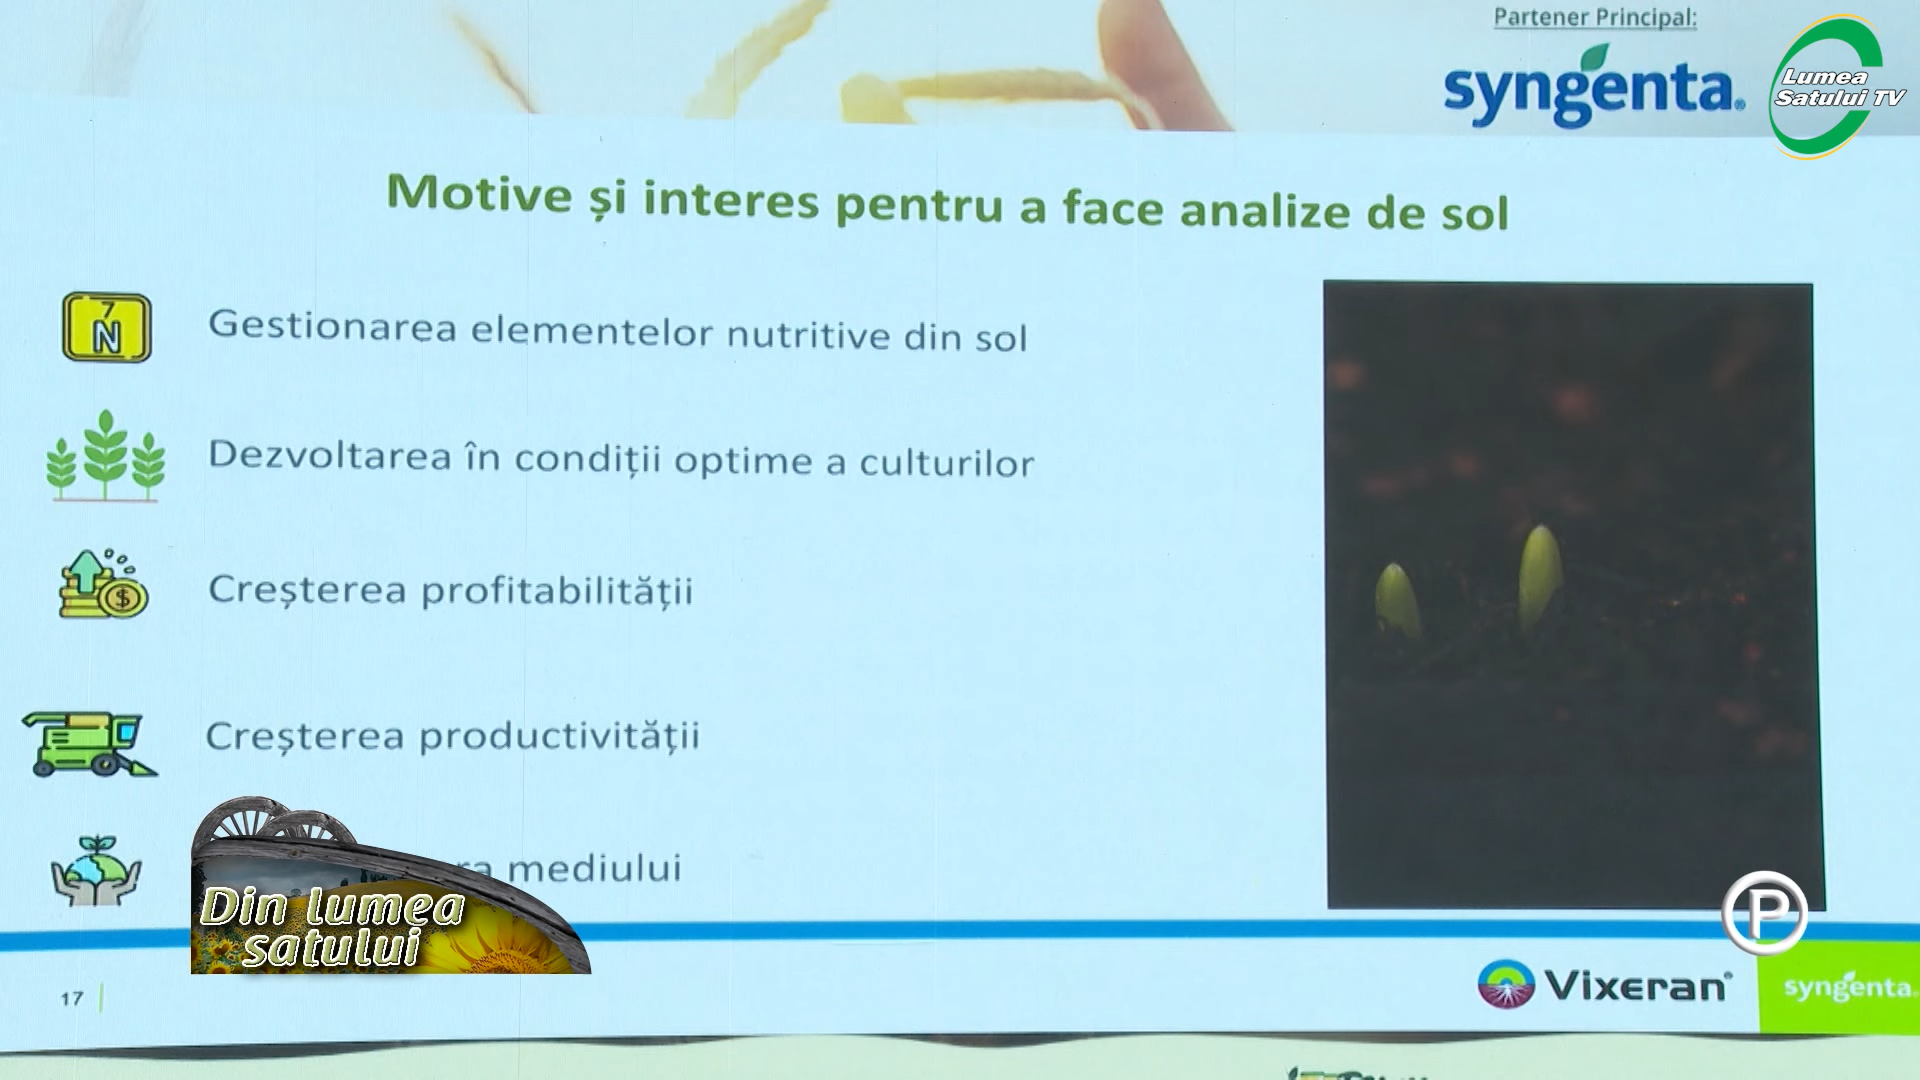 Partener Principal:
syngenta®
Lumea
Satului TV
Motive și interes pentru a face analize de sol
7
N
Gestionarea elementelor nutritive din sol
Dezvoltarea în condiții optime a culturilor
$
Creșterea profitabilității
Creșterea productivității
mediului
Din lumea
satului
P
17
Vixeran®
syngenta®